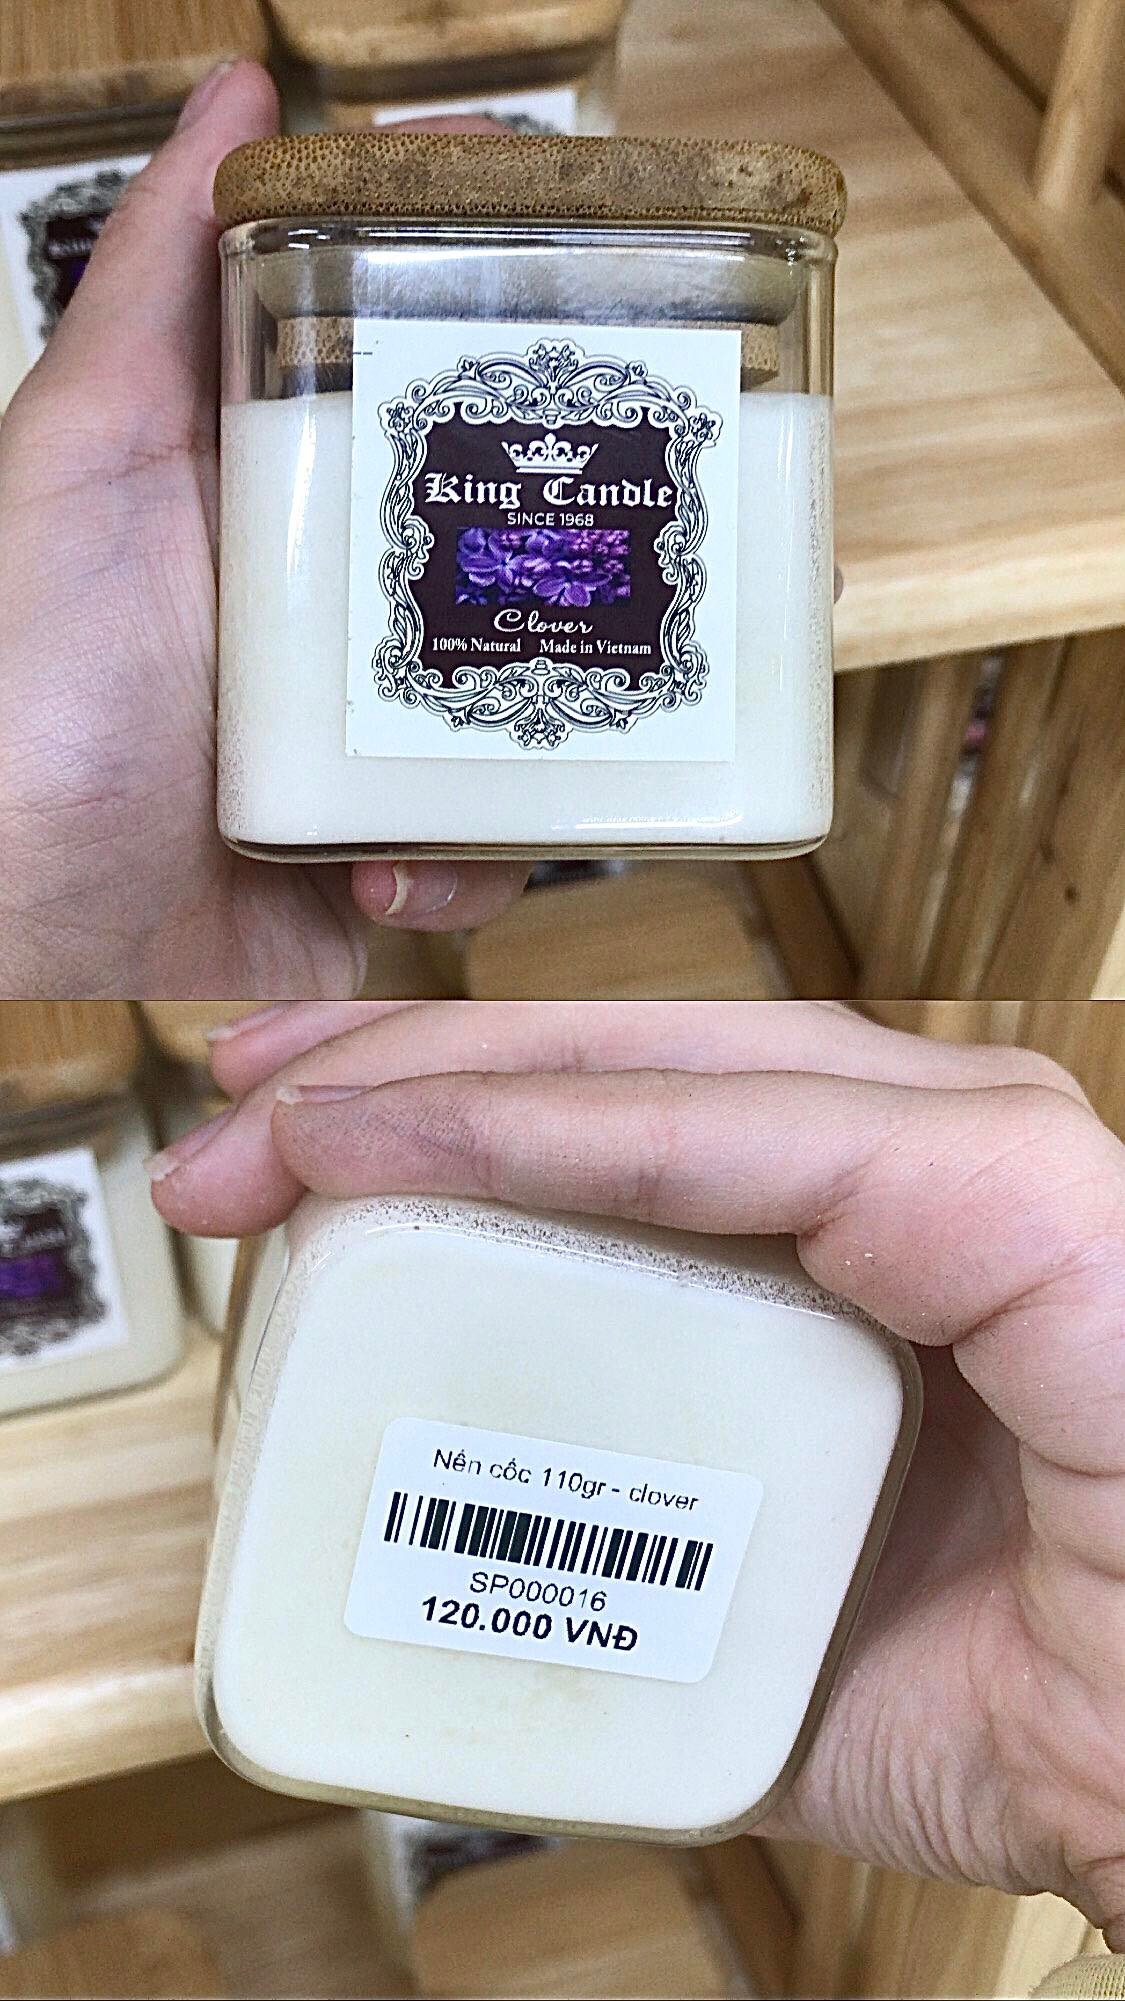 King Candle
SINCE 1968
Clover
100% Natural Made in Vietnam
Nến cốc 110gr - clover
SP000016
120.000 VNĐ